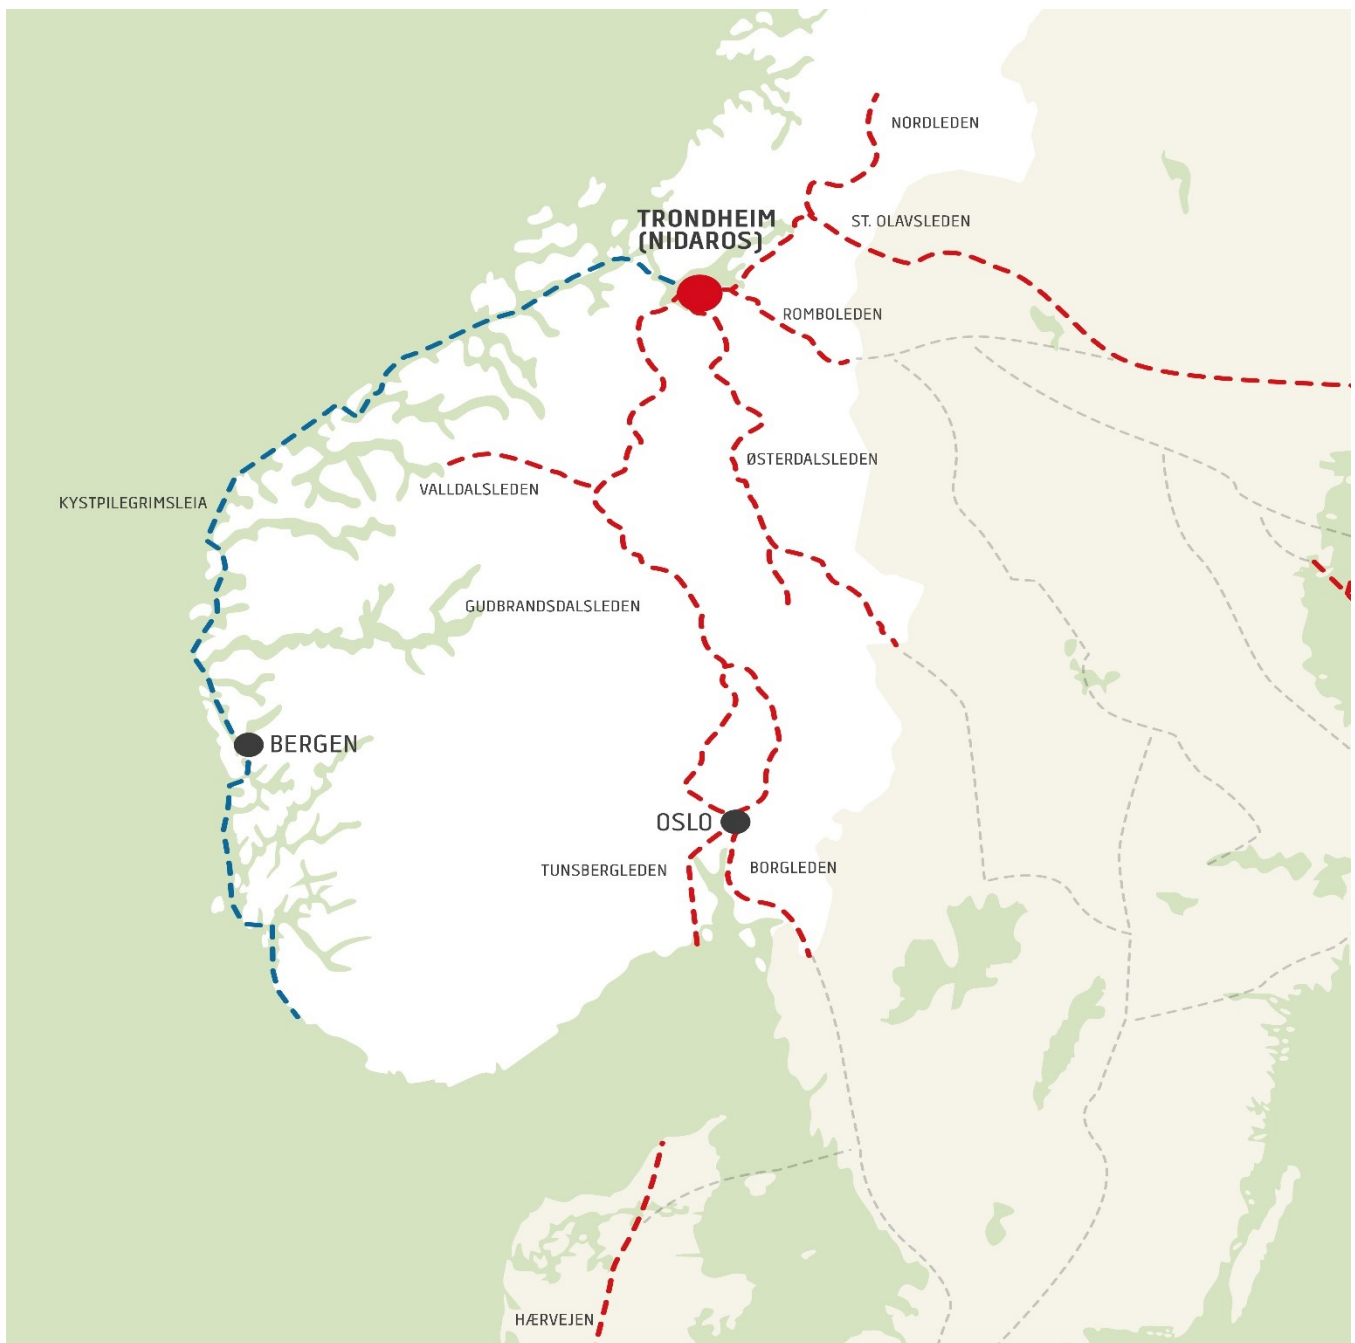 NORDLEDEN
TRONDHEIM
(NIDAROS)
ST. OLAVSLEDEN
ROMBOLEDEN
ØSTERDALSLEDEN
VALLDALSLEDEN
KYSTPILEGRIMSLEIA
GUDBRANDSDALSLEDEN
BERGEN
OSLO
TUNSBERGLEDEN
BORGLEDEN
HÆRVEJEN